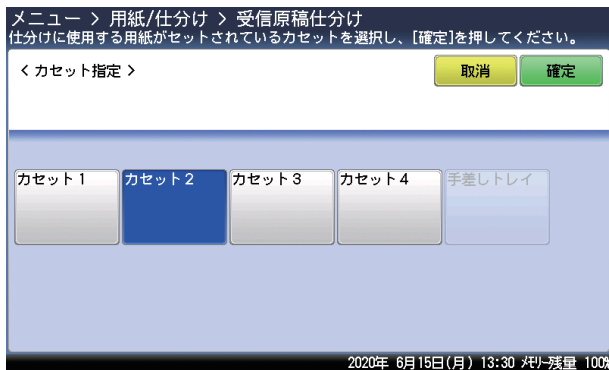 メニュー > 用紙/仕分け > 受信原稿仕分け
仕分けに使用する用紙がセットされているカセットを選択し、[確定]を押してください。
< カセット指定 >
取消
確定
カセット1
カセット2
カセット3
カセット4
手差しトレイ
2020年 6月15日(月) 13:30 メモリー残量 100%